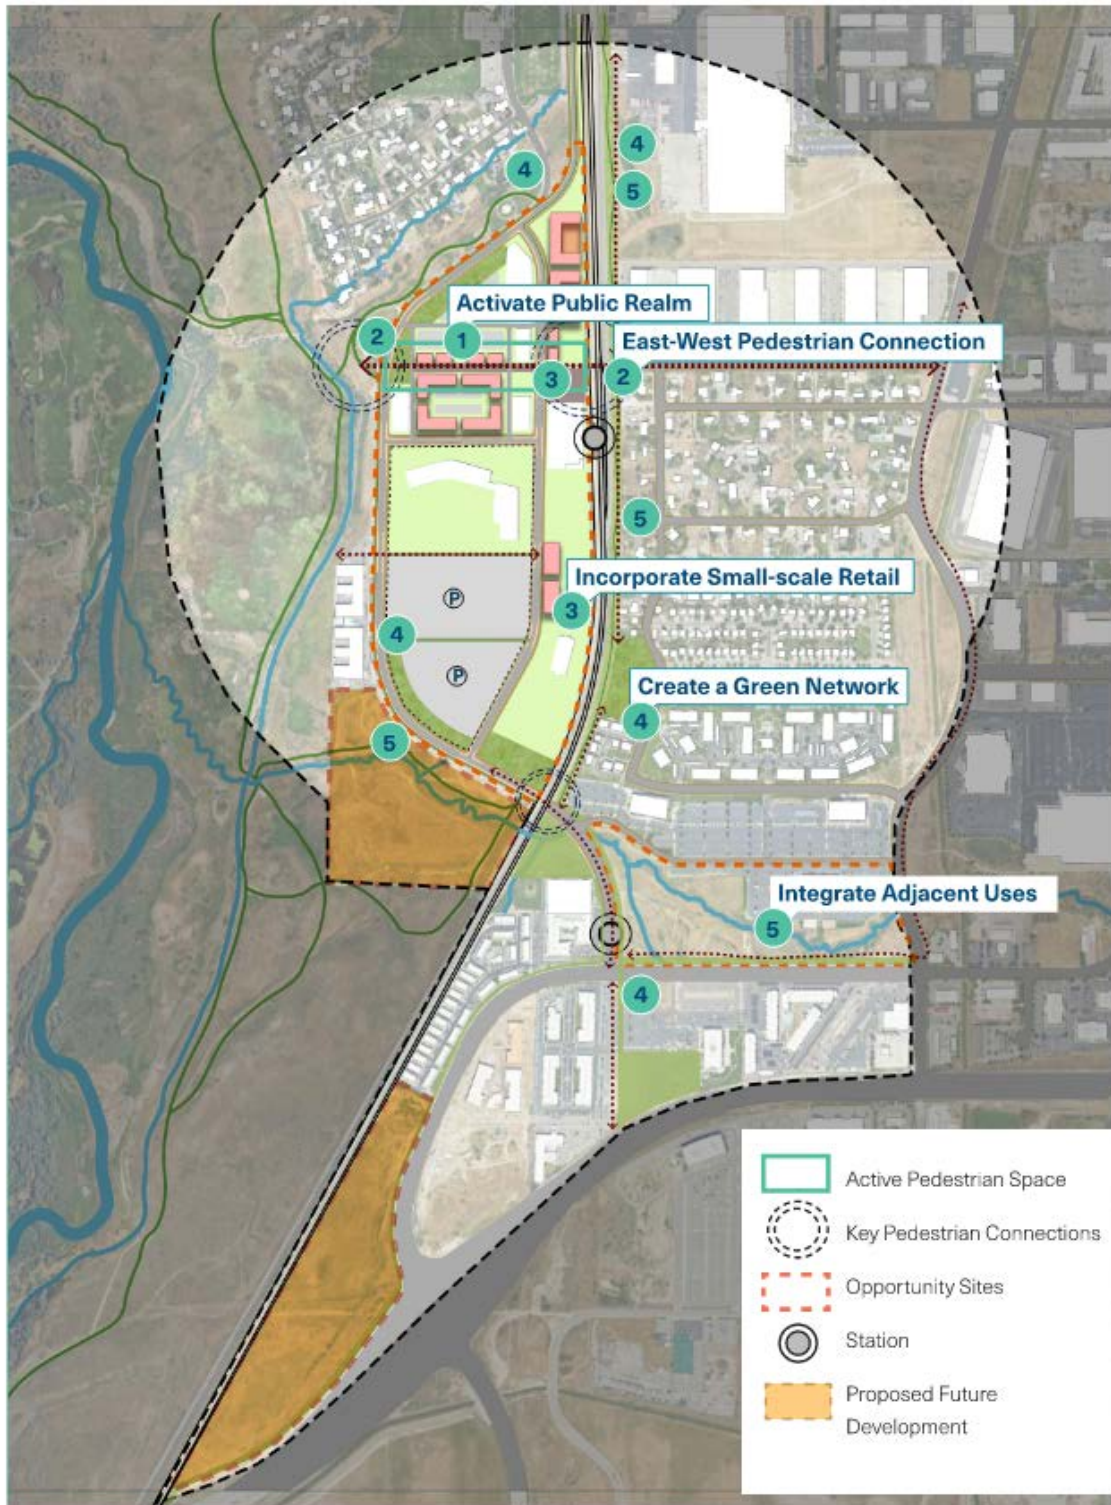 4
4
5
Activate Public Realm
2
1
East-West Pedestrian Connection
3
2
5
Incorporate Small-scale Retail
P
3
4
P
Create a Green Network
4
5
Integrate Adjacent Uses
5
4
Active Pedestrian Space
Key Pedestrian Connections
Opportunity Sites
Station
Proposed Future
Development